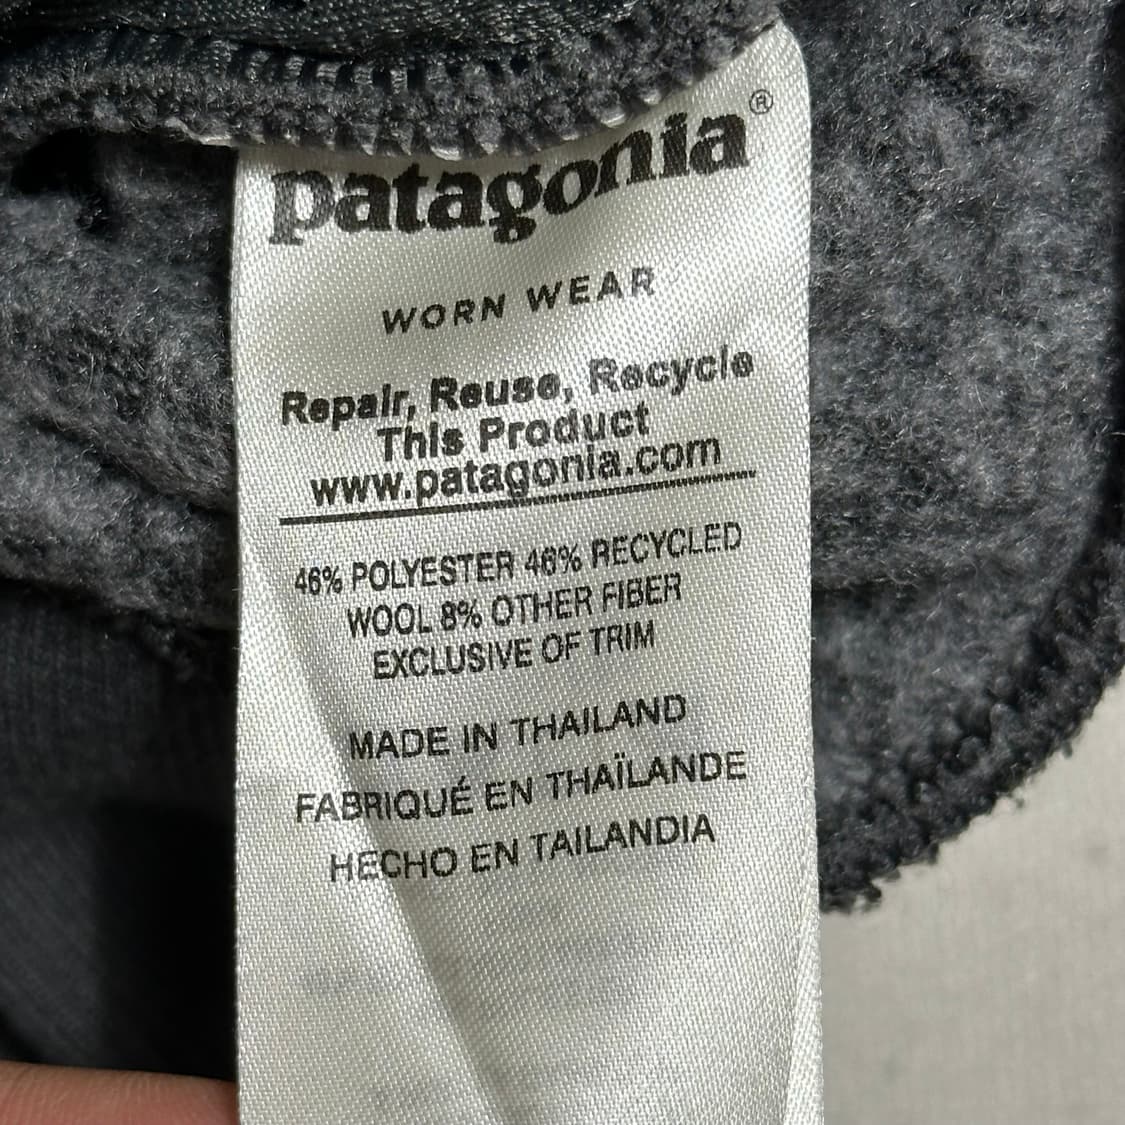 patagonia®
WORN WEAR
Repair, Reuse, Recycle
This Product
www.patagonia.com
46% POLYESTER 46% RECYCLED
WOOL 8% OTHER FIBER
EXCLUSIVE OF TRIM
MADE IN THAILAND
FABRIQUÉ EN THAÏLANDE
HECHO EN TAILANDIA